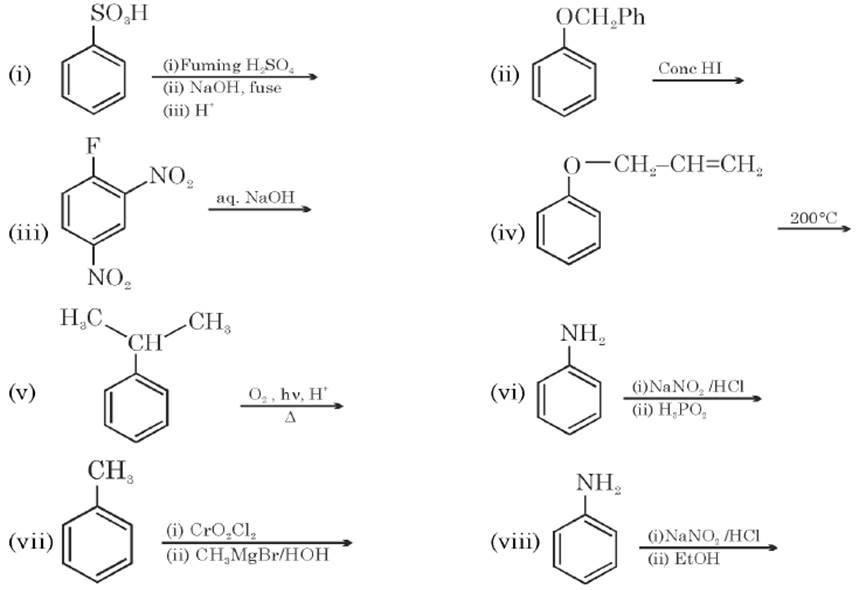 SO₃H
(i)
(i)Fuming H₂SO₄
(ii) NaOH, fuse
(iii) H⁺
OCH₂Ph
(ii)
Conc HI
F
NO₂
(iii)
aq. NaOH
NO₂
O—CH₂–CH=CH₂
(iv)
200°C
H₃C
CH₃
CH
(v)
O₂ , hν, H⁺
Δ
NH₂
(vi)
(i)NaNO₂ /HCl
(ii) H₃PO₂
CH₃
(vii)
(i) CrO₂Cl₂
(ii) CH₃MgBr/HOH
NH₂
(viii)
(i)NaNO₂ /HCl
(ii) EtOH